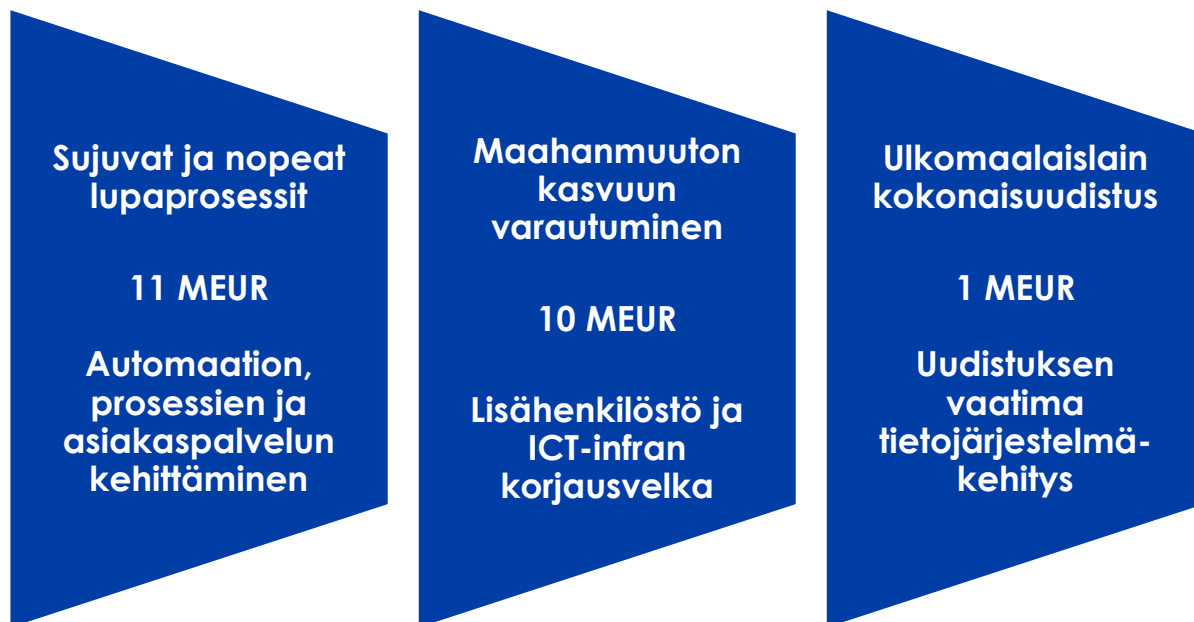 Sujuvat ja nopeat
lupaprosessit
11 MEUR
Automaation,
prosessien ja
asiakaspalvelun
kehittäminen
Maahanmuuton
kasvuun
varautuminen
10 MEUR
Lisähenkilöstö ja
ICT-infran
korjausvelka
Ulkomaalaislain
kokonaisuudistus
1 MEUR
Uudistuksen
vaatima
tietojärjestelmä-
kehitys